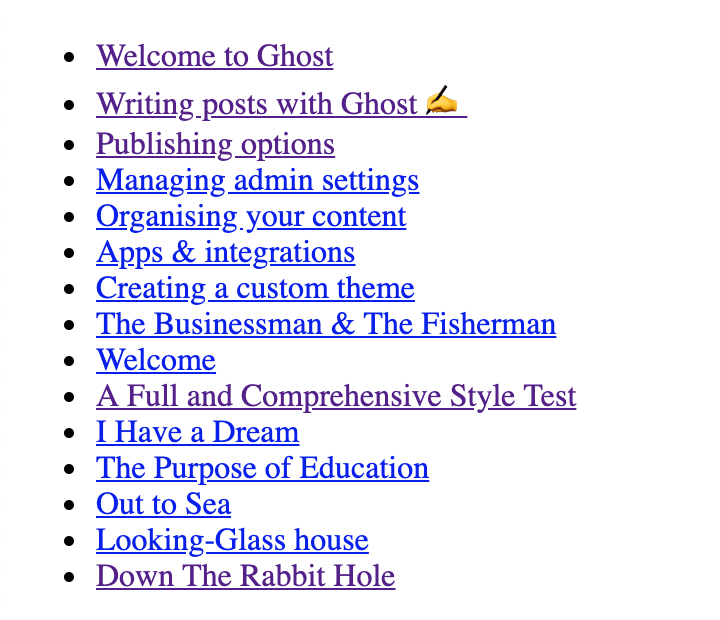 Welcome to Ghost
Writing posts with Ghost ✍️
Publishing options
Managing admin settings
Organising your content
Apps & integrations
Creating a custom theme
The Businessman & The Fisherman
Welcome
A Full and Comprehensive Style Test
I Have a Dream
The Purpose of Education
Out to Sea
Looking-Glass house
Down The Rabbit Hole